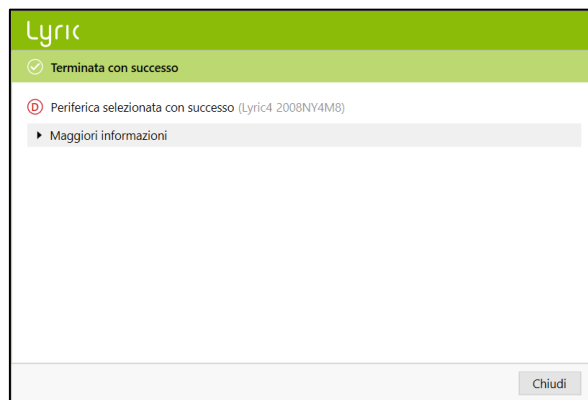 Lyric
Terminata con successo
D Periferica selezionata con successo (Lyric4 2008NY4M8)
Maggiori informazioni
Chiudi